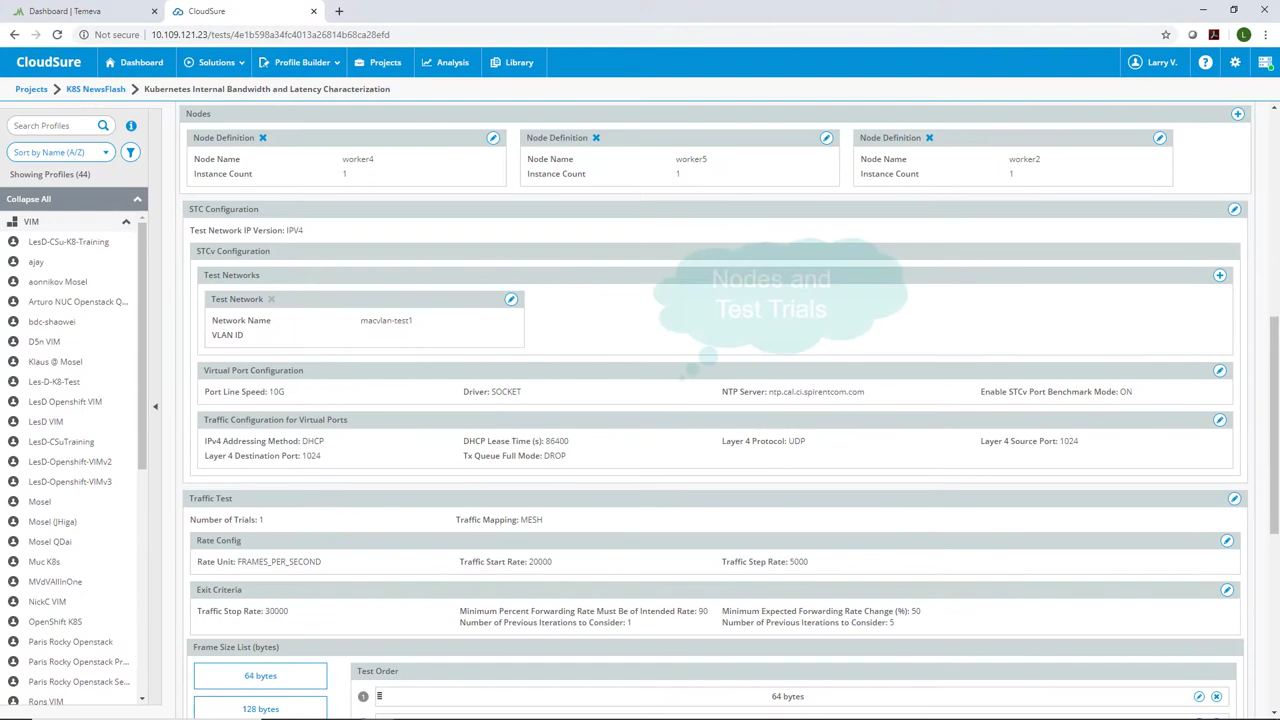 Dashboard | Temeva
CloudSure
Not secure 10.109.121.23/tests/4e1b598a34fc4013a26814b68ca28efd
L
CloudSure Dashboard Solutions Profile Builder Projects Analysis Library Larry V.
Projects K8S NewsFlash Kubernetes Internal Bandwidth and Latency Characterization
Search Profiles
Sort by Name (A/Z)
Showing Profiles (44)
Collapse All
VIM
LesD-CSu-K8-Training
ajay
aonnikov Mosel
Arturo NUC Openstack Q...
bdc-shaowei
D5n VIM
Klaus @ Mosel
Les-D-K8-Test
LesD Openshift VIM
LesD VIM
LesD-CSuTraining
LesD-Openshift-VIMv2
LesD-Openshift-VIMv3
Mosel
Mosel (JHiga)
Mosel QDai
Muc K8s
MVdVAllInOne
NickC VIM
OpenShift K8S
Paris Rocky Openstack
Paris Rocky Openstack Pr...
Paris Rocky Openstack Se...
Rons VIM
Nodes
Node Definition
Node Name worker4
Instance Count 1
Node Definition
Node Name worker5
Instance Count 1
Node Definition
Node Name worker2
Instance Count 1
STC Configuration
Test Network IP Version: IPV4
STCv Configuration
Test Networks
Test Network
Network Name macvlan-test1
VLAN ID
Nodes and
Test Trials
Virtual Port Configuration
Port Line Speed: 10G Driver: SOCKET NTP Server: ntp.cal.ci.spirentcom.com Enable STCv Port Benchmark Mode: ON
Traffic Configuration for Virtual Ports
IPv4 Addressing Method: DHCP DHCP Lease Time (s): 86400 Layer 4 Protocol: UDP Layer 4 Source Port: 1024
Layer 4 Destination Port: 1024 Tx Queue Full Mode: DROP
Traffic Test
Number of Trials: 1 Traffic Mapping: MESH
Rate Config
Rate Unit: FRAMES_PER_SECOND Traffic Start Rate: 20000 Traffic Step Rate: 5000
Exit Criteria
Traffic Stop Rate: 30000 Minimum Percent Forwarding Rate Must Be of Intended Rate: 90 Minimum Expected Forwarding Rate Change (%): 50
Number of Previous Iterations to Consider: 1 Number of Previous Iterations to Consider: 5
Frame Size List (bytes)
64 bytes
128 bytes
Test Order
1 64 bytes